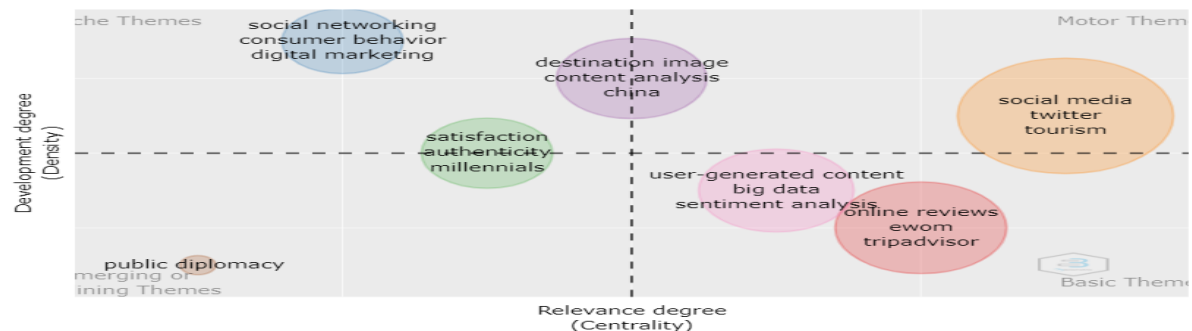 che Themes
Motor Theme
social networking
consumer behavior
digital marketing
destination image
content analysis
china
social media
twitter
tourism
satisfaction
authenticity
millennials
user-generated content
big data
sentiment analysis
online reviews
ewom
tripadvisor
public diplomacy
merging or
ining Themes
Basic Theme
Development degree
(Density)
Relevance degree
(Centrality)